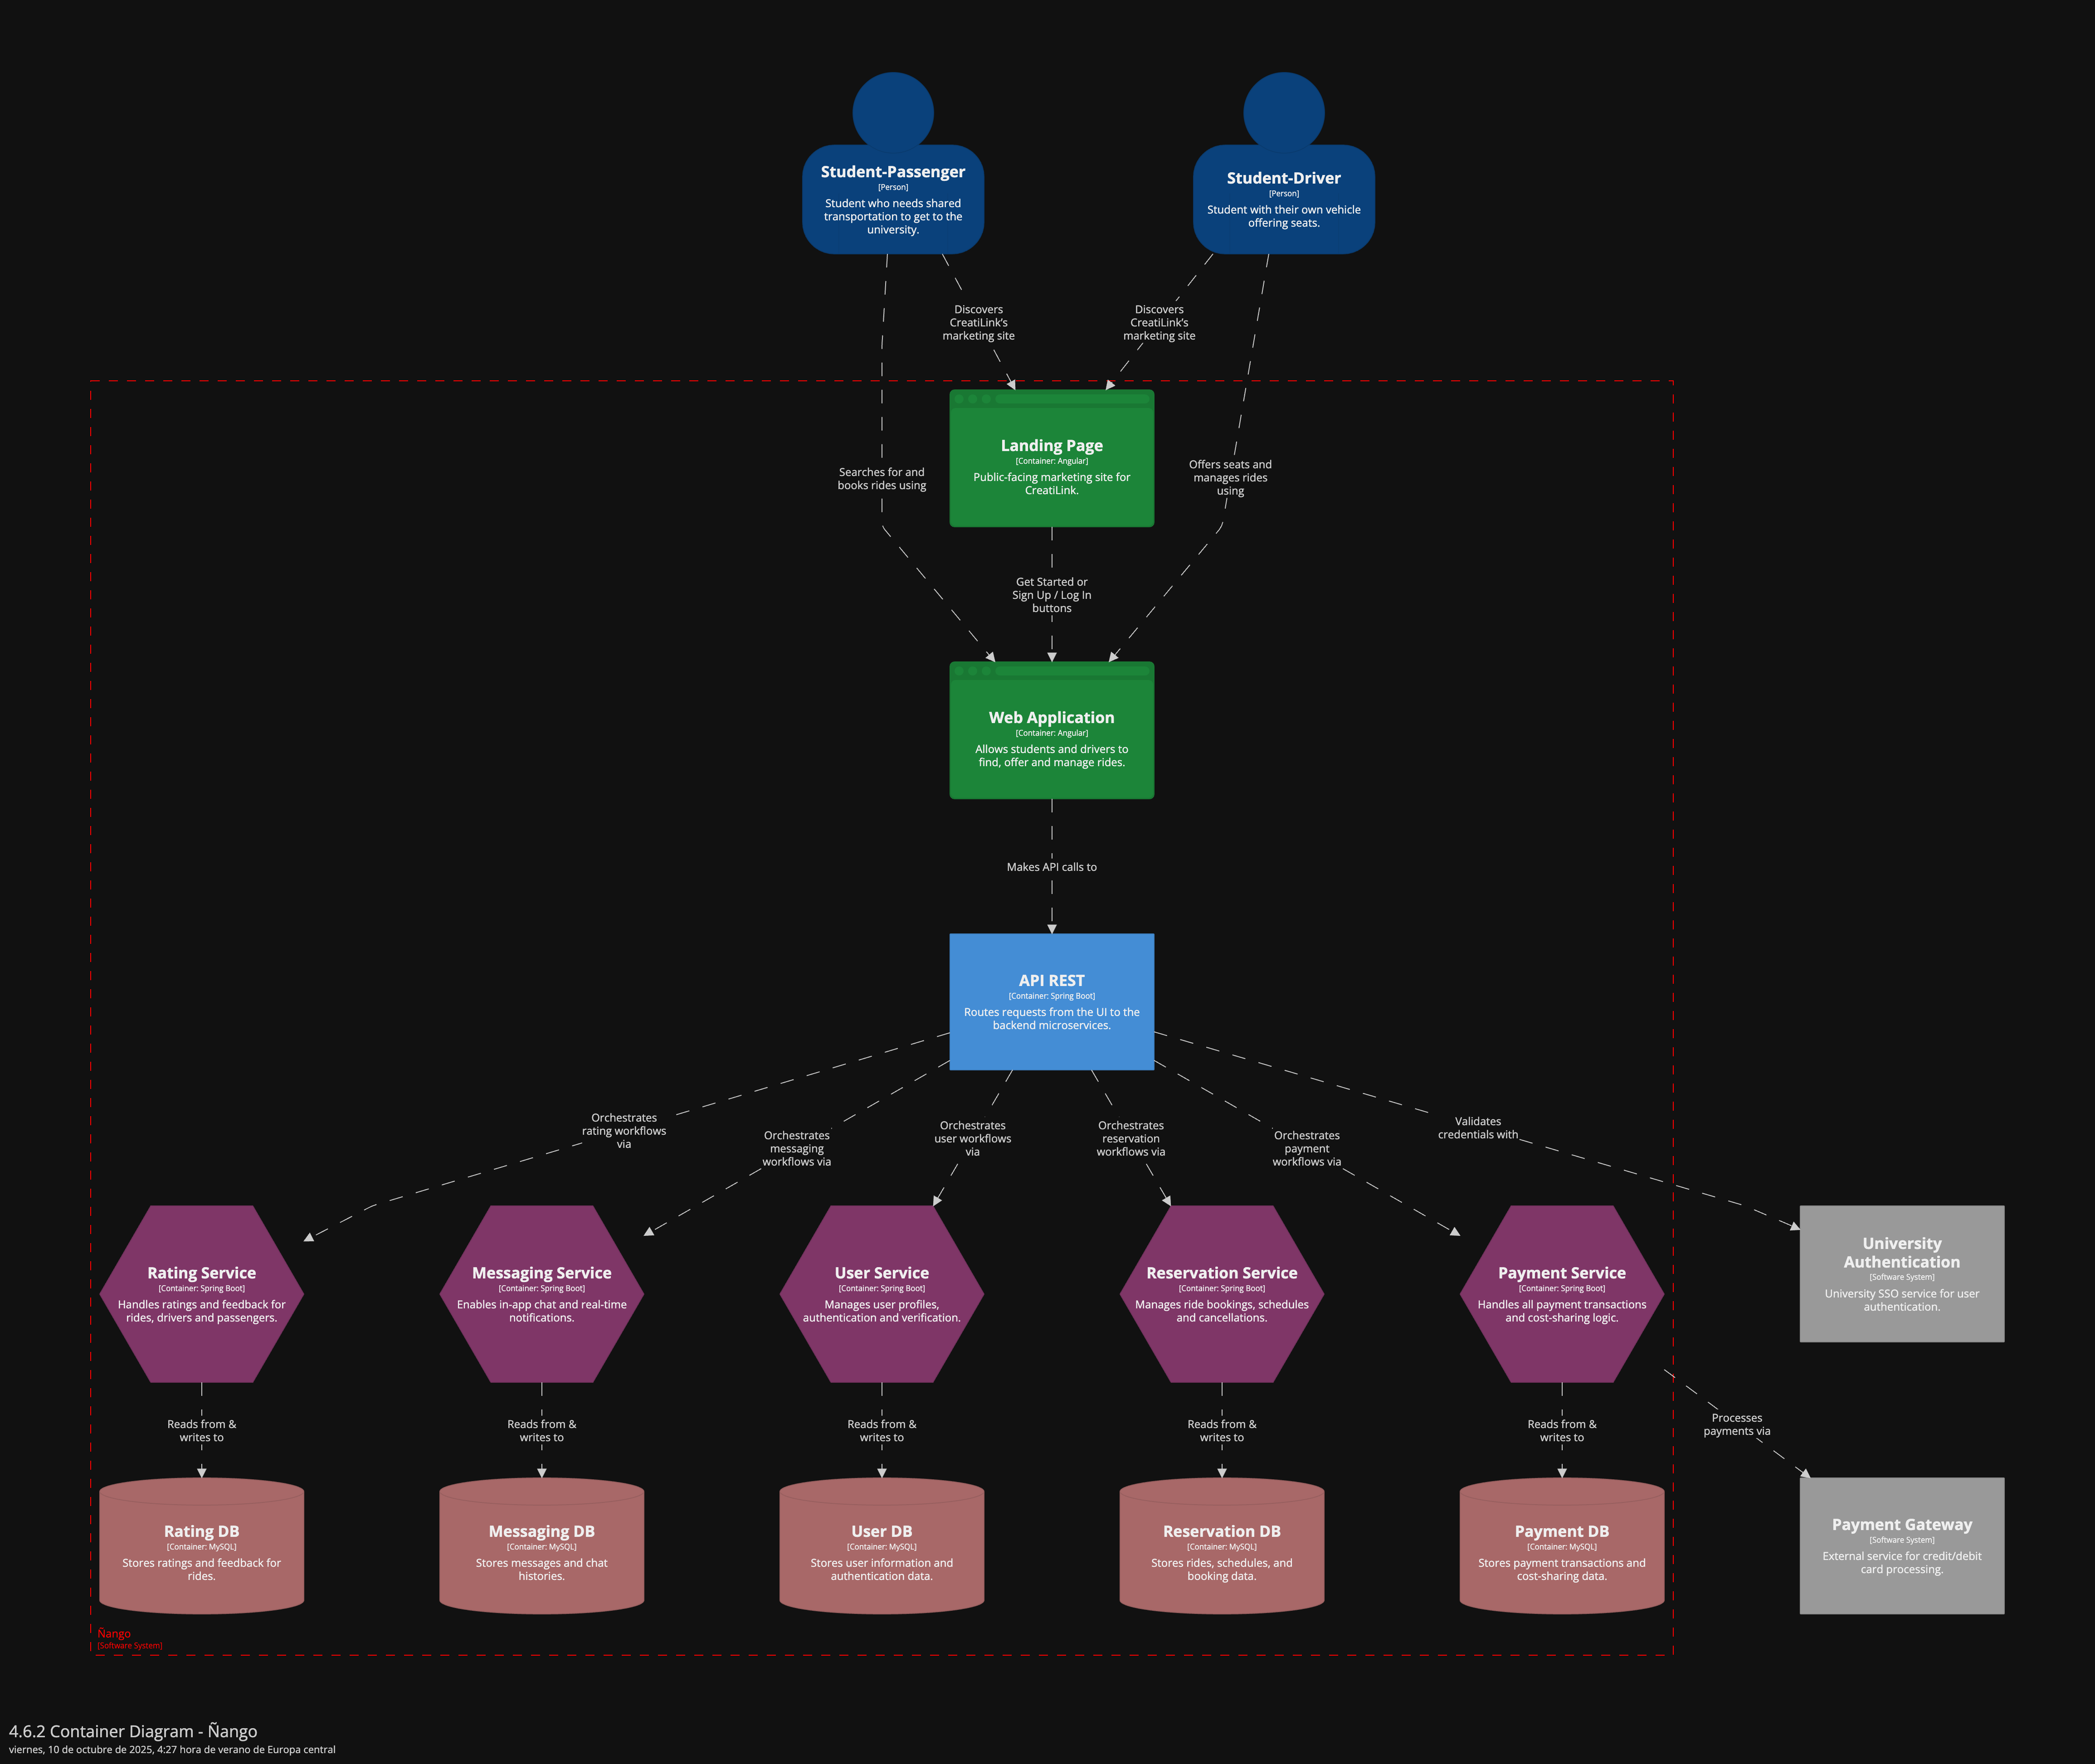 Student-Passenger
[Person]
Student who needs shared
transportation to get to the
university.
Student-Driver
[Person]
Student with their own vehicle
offering seats.
Discovers
CreatiLink's
marketing site
Discovers
CreatiLink's
marketing site
Searches for and
books rides using
Landing Page
[Container: Angular]
Public-facing marketing site for
CreatiLink.
Offers seats and
manages rides
using
Get Started or
Sign Up / Log In
buttons
Web Application
[Container: Angular]
Allows students and drivers to
find, offer and manage rides.
Makes API calls to
API REST
[Container: Spring Boot]
Routes requests from the UI to the
backend microservices.
Orchestrates
rating workflows
via
Orchestrates
messaging
workflows via
Orchestrates
user workflows
via
Orchestrates
reservation
workflows via
Orchestrates
payment
workflows via
Validates
credentials with
Rating Service
[Container: Spring Boot]
Handles ratings and feedback for
rides, drivers and passengers.
Messaging Service
[Container: Spring Boot]
Enables in-app chat and real-time
notifications.
User Service
[Container: Spring Boot]
Manages user profiles,
authentication and verification.
Reservation Service
[Container: Spring Boot]
Manages ride bookings, schedules
and cancellations.
Payment Service
[Container: Spring Boot]
Handles all payment transactions
and cost-sharing logic.
University
Authentication
[Software System]
University SSO service for user
authentication.
Reads from &
writes to
Reads from &
writes to
Reads from &
writes to
Reads from &
writes to
Reads from &
writes to
Processes
payments via
Rating DB
[Container: MySQL]
Stores ratings and feedback for
rides.
Messaging DB
[Container: MySQL]
Stores messages and chat
histories.
User DB
[Container: MySQL]
Stores user information and
authentication data.
Reservation DB
[Container: MySQL]
Stores rides, schedules, and
booking data.
Payment DB
[Container: MySQL]
Stores payment transactions and
cost-sharing data.
Payment Gateway
[Software System]
External service for credit/debit
card processing.
Ñango
[Software System]
4.6.2 Container Diagram - Ñango
viernes, 10 de octubre de 2025, 4:27 hora de verano de Europa central